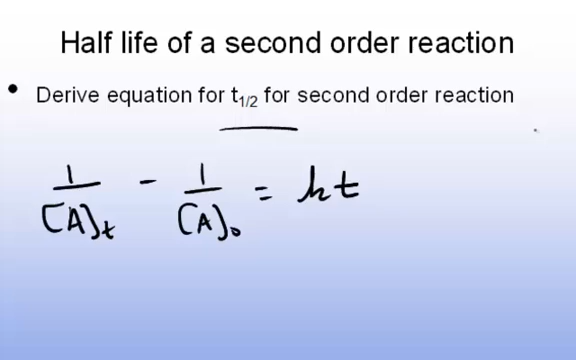 Half life of a second order reaction
• Derive equation for t1/2 for second order reaction
1/[A]t - 1/[A]0 = kt